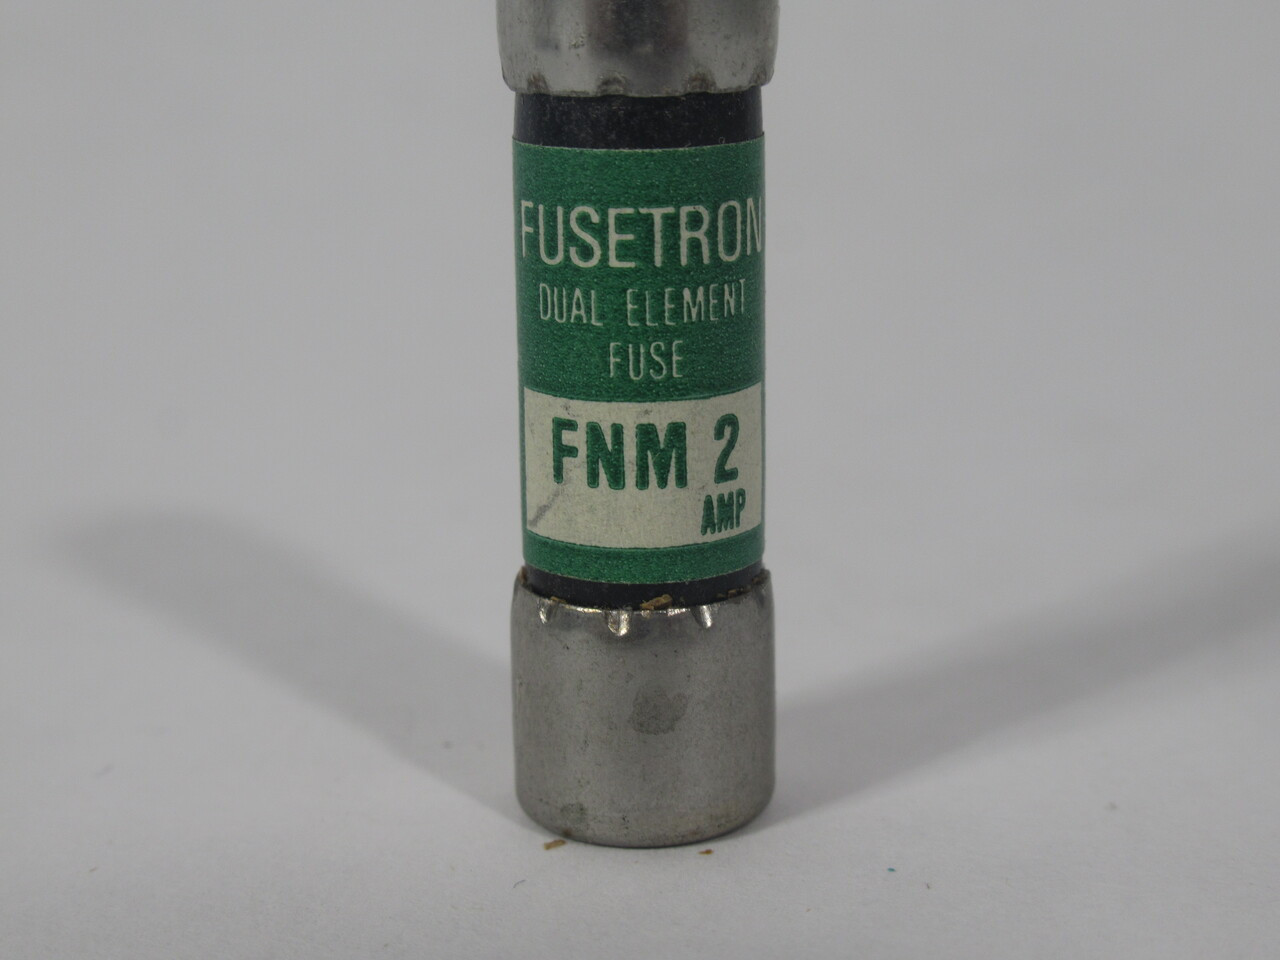 FUSETRON
DUAL ELEMENT
FUSE
FNM 2
AMP